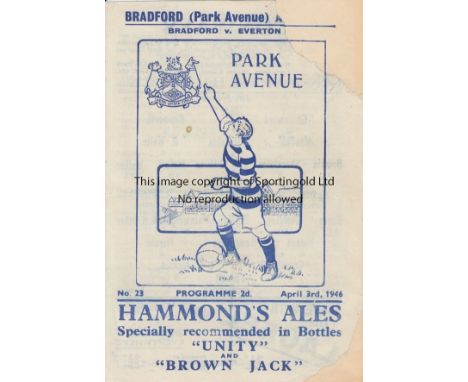 BRADFORD (Park Avenue) A
BRADFORD v. EVERTON
PARK
AVENUE
This image copyright of Sportingold Ltd
No reproduction allowed
No. 23 PROGRAMME 2d. April 3rd, 1946
HAMMOND'S ALES
Specially recommended in Bottles
"UNITY"
AND
"BROWN JACK"